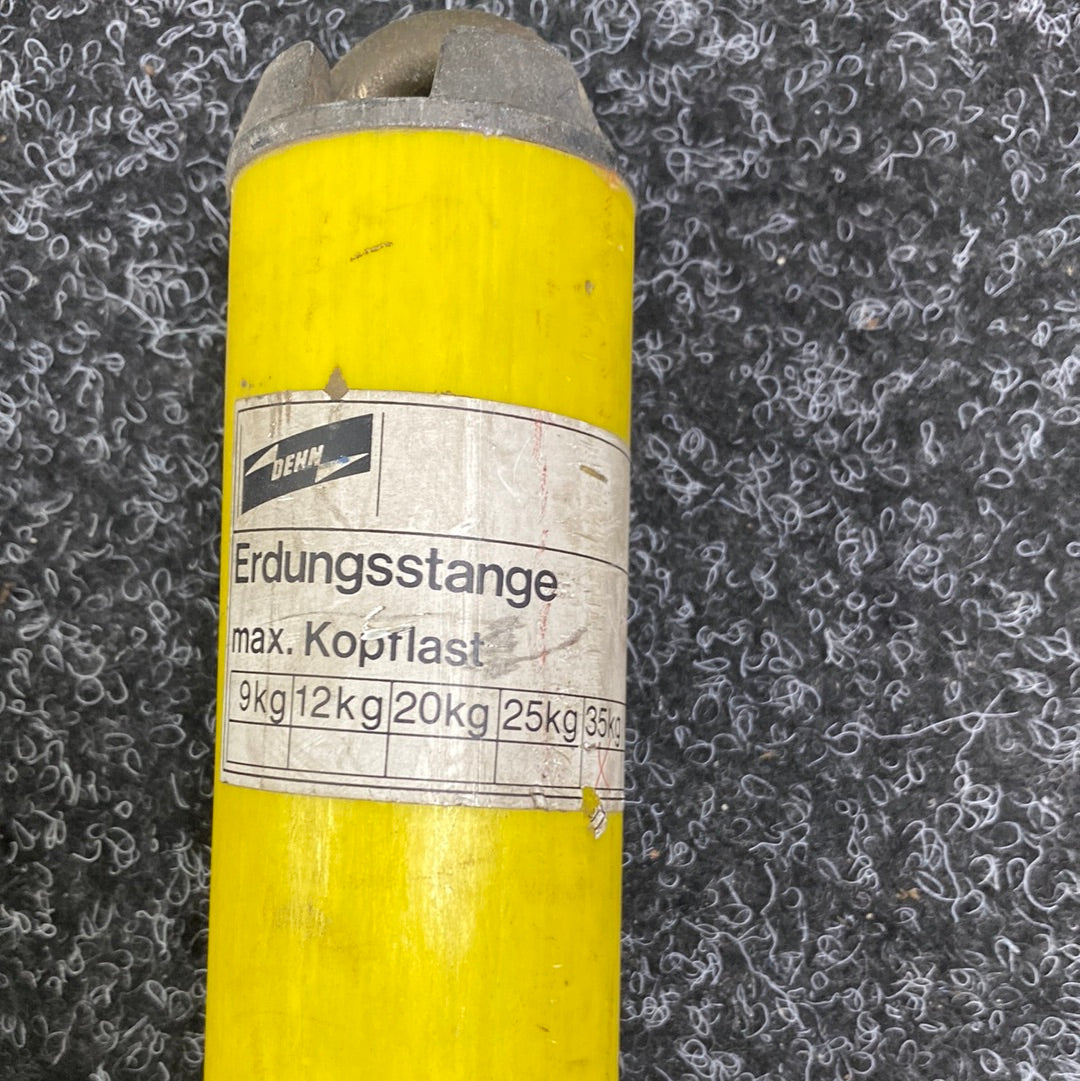 DEHN
Erdungsstange
max. Kopflast
9kg 12kg 20kg 25kg 35kg
X